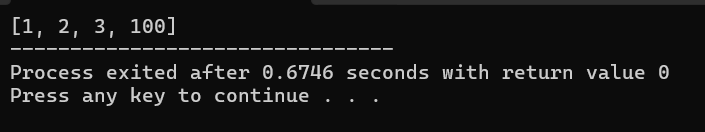 [1, 2, 3, 100]
--------------------------------
Process exited after 0.6746 seconds with return value 0
Press any key to continue . . .